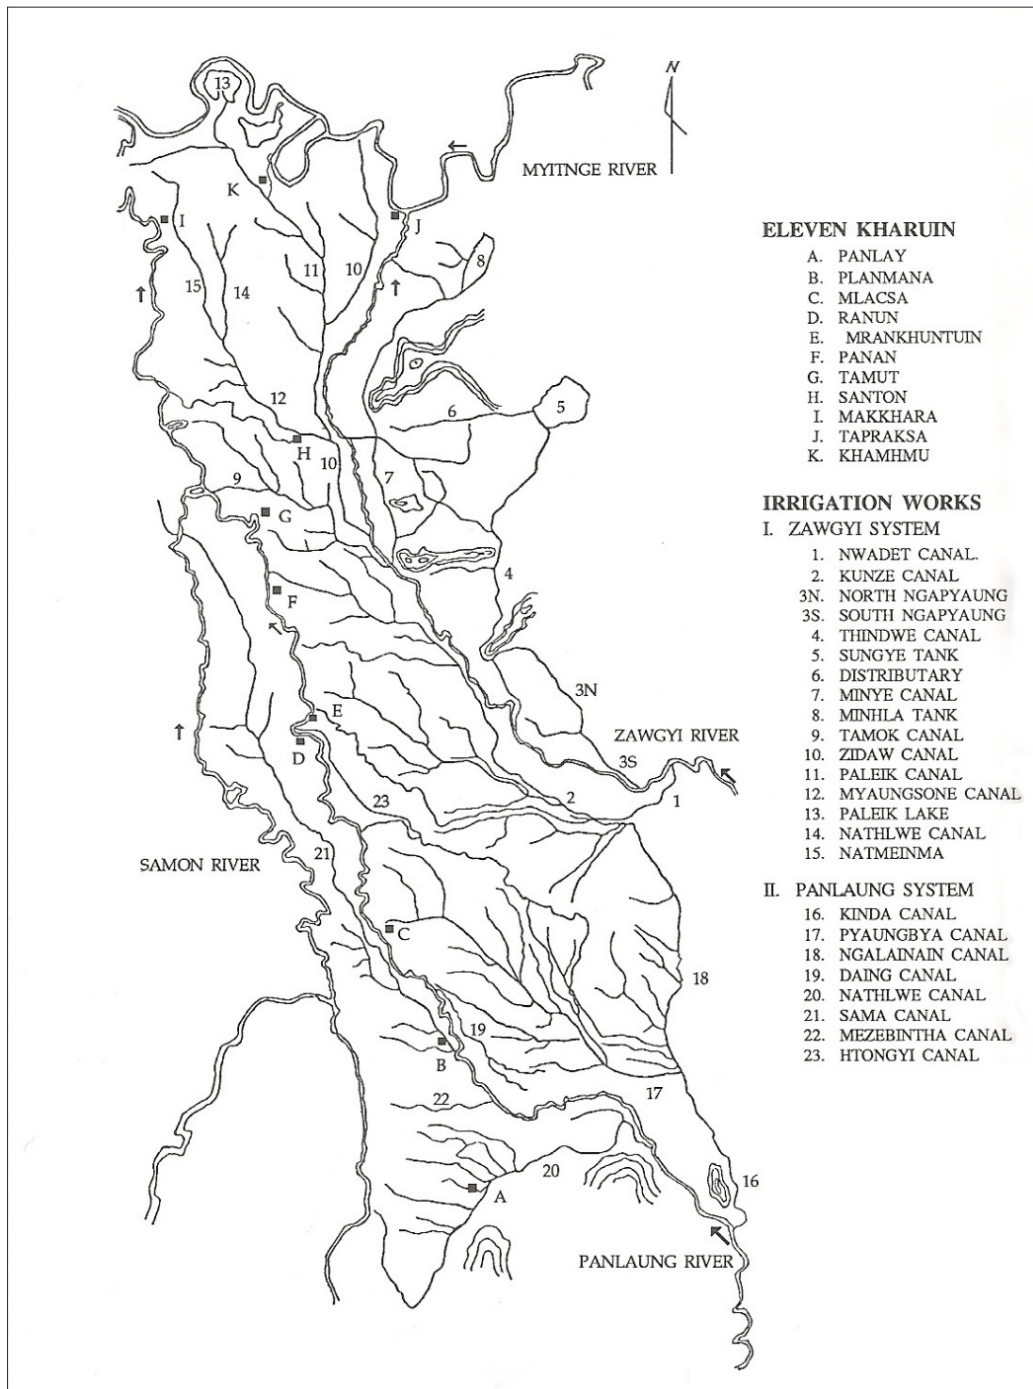 N
13
MYITNGE RIVER
K
I
J
8
11
10
15
14
12
6
5
H
10
7
9
G
4
F
3N
E
D
ZAWGYI RIVER
3S
2
1
23
21
SAMON RIVER
C
18
19
B
17
22
20
16
A
PANLAUNG RIVER
ELEVEN KHARUIN
A. PANLAY
B. PLANMANA
C. MLACSA
D. RANUN
E. MRANKHUNTUIN
F. PANAN
G. TAMUT
H. SANTON
I. MAKKHARA
J. TAPRAKSA
K. KHAMHMU
IRRIGATION WORKS
I. ZAWGYI SYSTEM
1. NWADET CANAL.
2. KUNZE CANAL
3N. NORTH NGAPYAUNG
3S. SOUTH NGAPYAUNG
4. THINDWE CANAL
5. SUNGYE TANK
6. DISTRIBUTARY
7. MINYE CANAL
8. MINHLA TANK
9. TAMOK CANAL
10. ZIDAW CANAL
11. PALEIK CANAL
12. MYAUNGSONE CANAL
13. PALEIK LAKE
14. NATHLWE CANAL
15. NATMEINMA
II. PANLAUNG SYSTEM
16. KINDA CANAL
17. PYAUNGBYA CANAL
18. NGALAINAIN CANAL
19. DAING CANAL
20. NATHLWE CANAL
21. SAMA CANAL
22. MEZEBINTHA CANAL
23. HTONGYI CANAL